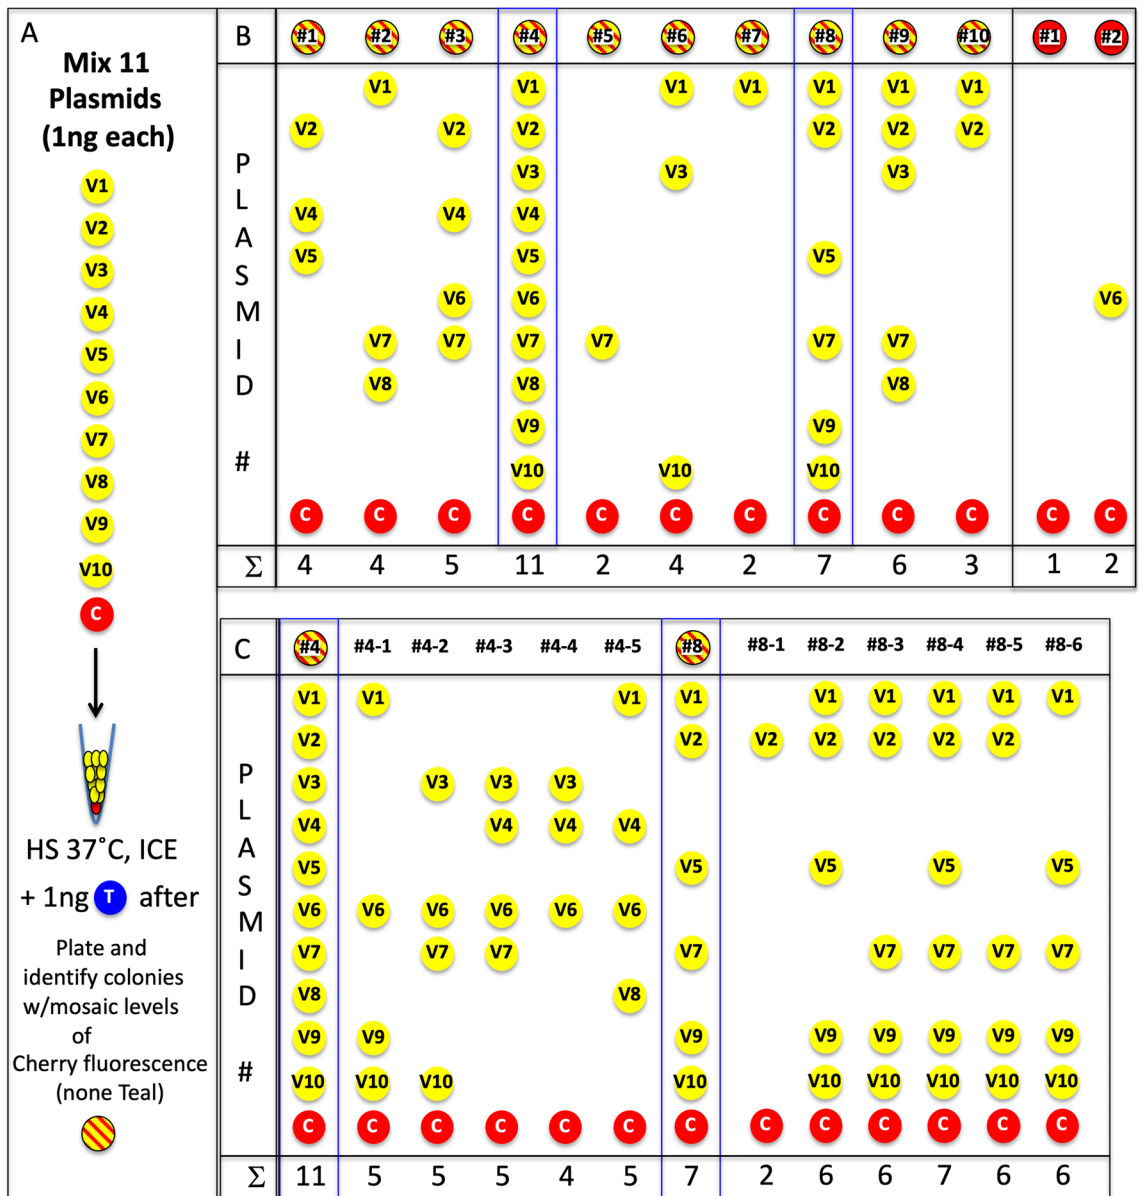 A
Mix 11
Plasmids
(1ng each)
V1
V2
V3
V4
V5
V6
V7
V8
V9
V10
C
HS 37˚C, ICE
+ 1ng T after
Plate and
identify colonies
w/mosaic levels
of
Cherry fluorescence
(none Teal)
B #1 #2 #3 #4 #5 #6 #7 #8 #9 #10 #1 #2
PLASMID #
V1 V1 V1 V1 V1 V1 V1
V2 V2 V2 V2 V2 V2
V3 V3 V3
V4 V4 V4
V5 V5 V5
V6 V6 V6
V7 V7 V7 V7 V7 V7
V8 V8 V8
V9 V9
V10 V10 V10
C C C C C C C C C C C C
Σ 4 4 5 11 2 4 2 7 6 3 1 2
C #4 #4-1 #4-2 #4-3 #4-4 #4-5 #8 #8-1 #8-2 #8-3 #8-4 #8-5 #8-6
PLASMID #
V1 V1 V1 V1 V1 V1 V1 V1 V1
V2 V2 V2 V2 V2 V2 V2
V3 V3 V3 V3
V4 V4 V4 V4
V5 V5 V5 V5 V5
V6 V6 V6 V6 V6 V6
V7 V7 V7 V7 V7 V7 V7 V7
V8 V8
V9 V9 V9 V9 V9 V9 V9 V9
V10 V10 V10 V10 V10 V10 V10 V10 V10
C C C C C C C C C C C C C
Σ 11 5 5 5 4 5 7 2 6 6 7 6 6